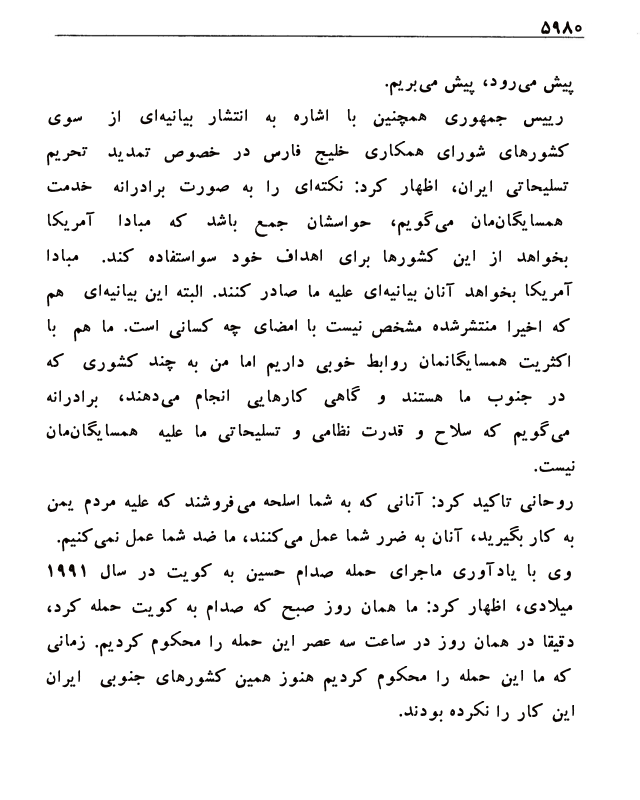 ۵۹۸۰
پیش می‌رود، پیش می‌بریم.
رییس جمهوری همچنین با اشاره به انتشار بیانیه‌ای از سوی
کشورهای شورای همکاری خلیج فارس در خصوص تمدید تحریم
تسلیحاتی ایران، اظهار کرد: نکته‌ای را به صورت برادرانه خدمت
همسایگان‌مان می‌گویم، حواسشان جمع باشد که مبادا آمریکا
بخواهد از این کشورها برای اهداف خود سواستفاده کند. مبادا
آمریکا بخواهد آنان بیانیه‌ای علیه ما صادر کنند. البته این بیانیه‌ای هم
که اخیرا منتشرشده مشخص نیست با امضای چه کسانی است. ما هم با
اکثریت همسایگانمان روابط خوبی داریم اما من به چند کشوری که
در جنوب ما هستند و گاهی کارهایی انجام می‌دهند، برادرانه
می‌گویم که سلاح و قدرت نظامی و تسلیحاتی ما علیه همسایگان‌مان
نیست.
روحانی تاکید کرد: آنانی که به شما اسلحه می‌فروشند که علیه مردم یمن
به کار بگیرید، آنان به ضرر شما عمل می‌کنند، ما ضد شما عمل نمی‌کنیم.
وی با یادآوری ماجرای حمله صدام حسین به کویت در سال ۱۹۹۱
میلادی، اظهار کرد: ما همان روز صبح که صدام به کویت حمله کرد،
دقیقا در همان روز در ساعت سه عصر این حمله را محکوم کردیم. زمانی
که ما این حمله را محکوم کردیم هنوز همین کشورهای جنوبی ایران
این کار را نکرده بودند.